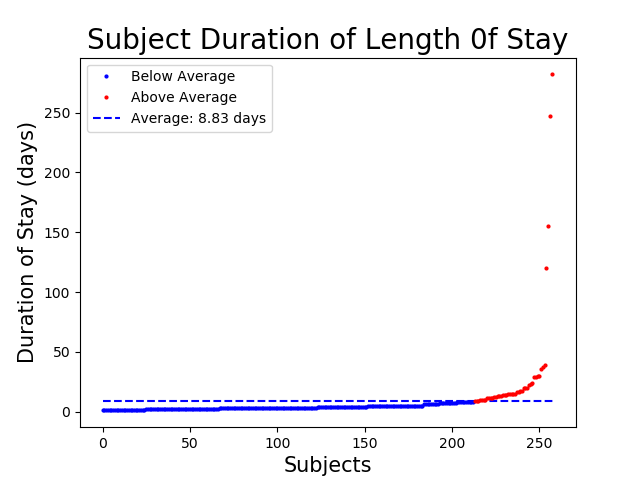 Subject Duration of Length 0f Stay
Below Average
Above Average
Average: 8.83 days
Duration of Stay (days)
250
200
150
100
50
0
0 50 100 150 200 250
Subjects